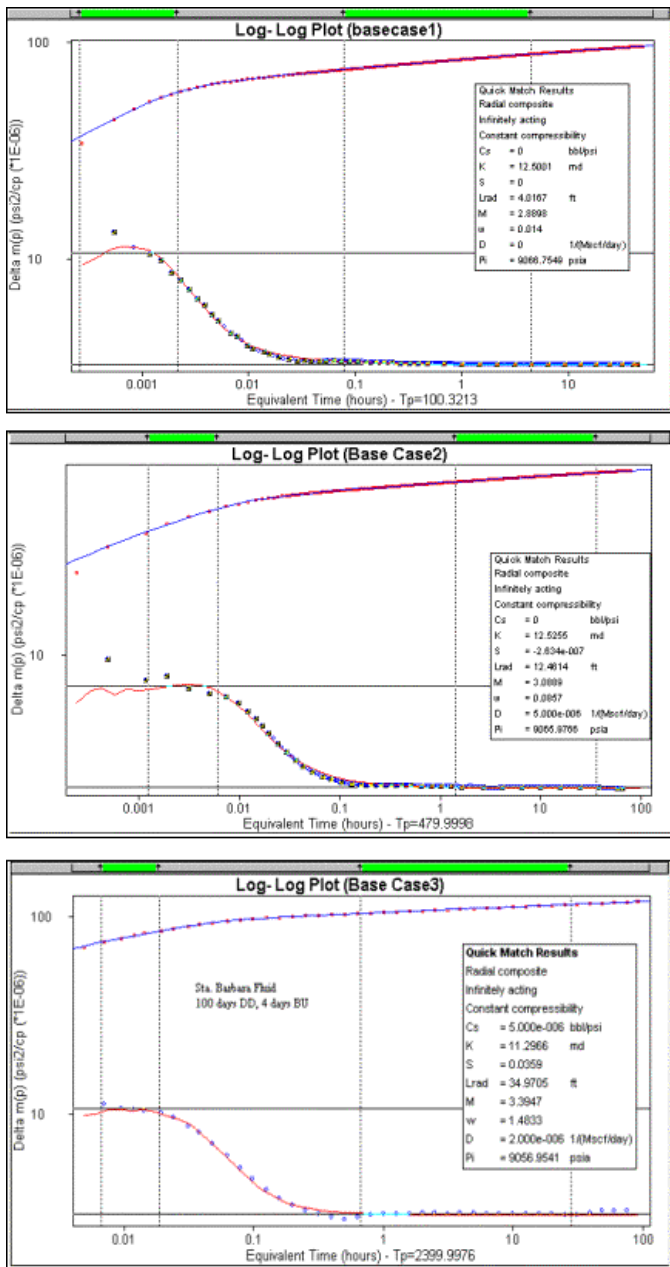 Log- Log Plot (basecase1)
100
10
Delta m(p) (psi2/cp (*1E-06))
Quick Match Results
Radial composite
Infinitely acting
Constant compressibility
Cs = 0 bbl/psi
K = 12.5001 md
S = 0
Lrad = 4.0167 ft
M = 2.8898
= 0.014
D = 0 1/(Mscf/day)
Pi = 9066.7549 psia
0.001 0.01 0.1 1 10
Equivalent Time (hours) - Tp=100.3213
Log- Log Plot (Base Case2)
10
Delta m(p) (psi2/cp (*1E-06))
Quick Match Results
Radial composite
Infinitely acting
Constant compressibility
Cs = 0 bbl/psi
K = 12.5255 md
S = -2.634e-007
Lrad = 12.4614 ft
M = 3.0889
= 0.0857
D = 5.000e-006 1/(Mscf/day)
Pi = psia
0.001 0.01 0.1 1 10 100
Equivalent Time (hours) - Tp=479.9998
Log- Log Plot (Base Case3)
100
10
Delta m(p) (psi2/cp (*1E-06))
Sta. Barbara Fluid
100 days DD, 4 days BU
Quick Match Results
Radial composite
Infinitely acting
Constant compressibility
Cs = 5.000e-006 bbl/psi
K = 11.2966 md
S = 0.0359
Lrad = 34.9705 ft
M = 3.3947
w = 1.4833
D = 2.000e-006 1/(Mscf/day)
Pi = 9056.9541 psia
0.01 0.1 1 10 100
Equivalent Time (hours) - Tp=2399.9976